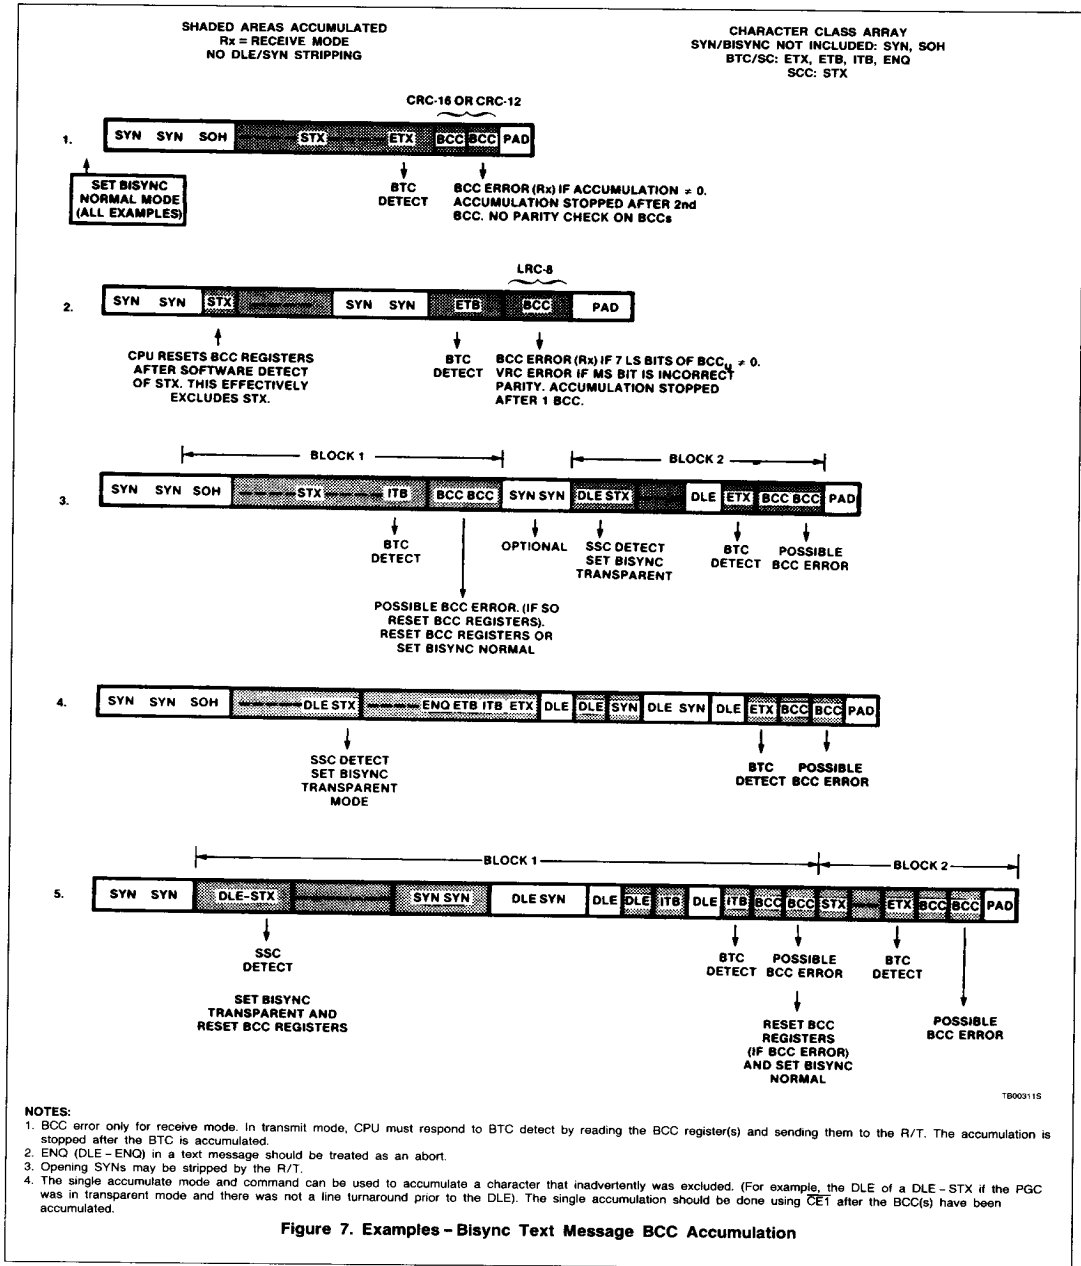 SHADED AREAS ACCUMULATED
Rx = RECEIVE MODE
NO DLE/SYN STRIPPING
CHARACTER CLASS ARRAY
SYN/BISYNC NOT INCLUDED: SYN, SOH
BTC/SC: ETX, ETB, ITB, ENQ
SCC: STX
CRC-16 OR CRC-12
1. SYN SYN SOH STX ETX BCC BCC PAD
SET BISYNC
NORMAL MODE
(ALL EXAMPLES)
BTC
DETECT
BCC ERROR (Rx) IF ACCUMULATION ≠ 0.
ACCUMULATION STOPPED AFTER 2nd
BCC. NO PARITY CHECK ON BCCs
LRC-8
2. SYN SYN STX SYN SYN ETB BCC PAD
CPU RESETS BCC REGISTERS
AFTER SOFTWARE DETECT
OF STX. THIS EFFECTIVELY
EXCLUDES STX.
BTC
DETECT
BCC ERROR (Rx) IF 7 LS BITS OF BCCu ≠ 0.
VRC ERROR IF MS BIT IS INCORRECT
PARITY. ACCUMULATION STOPPED
AFTER 1 BCC.
BLOCK 1 BLOCK 2
3. SYN SYN SOH STX ITB BCC BCC SYN SYN DLE STX DLE ETX BCC BCC PAD
BTC
DETECT
OPTIONAL
SSC DETECT
SET BISYNC
TRANSPARENT
BTC
DETECT
POSSIBLE
BCC ERROR
POSSIBLE BCC ERROR. (IF SO
RESET BCC REGISTERS).
RESET BCC REGISTERS OR
SET BISYNC NORMAL
4. SYN SYN SOH DLE STX ENQ ETB ITB ETX DLE DLE SYN DLE SYN DLE ETX BCC BCC PAD
SSC DETECT
SET BISYNC
TRANSPARENT
MODE
BTC
DETECT
POSSIBLE
BCC ERROR
BLOCK 1 BLOCK 2
5. SYN SYN DLE-STX SYN SYN DLE SYN DLE DLE ITB DLE ITB BCC BCC STX ETX BCC BCC PAD
SSC
DETECT
SET BISYNC
TRANSPARENT AND
RESET BCC REGISTERS
BTC
DETECT
POSSIBLE
BCC ERROR
RESET BCC
REGISTERS
(IF BCC ERROR)
AND SET BISYNC
NORMAL
BTC
DETECT
POSSIBLE
BCC ERROR
TB00311S
NOTES:
1. BCC error only for receive mode. In transmit mode, CPU must respond to BTC detect by reading the BCC register(s) and sending them to the R/T. The accumulation is
stopped after the BTC is accumulated.
2. ENQ (DLE – ENQ) in a text message should be treated as an abort.
3. Opening SYNs may be stripped by the R/T.
4. The single accumulate mode and command can be used to accumulate a character that inadvertently was excluded. (For example, the DLE of a DLE – STX if the PGC
was in transparent mode and there was not a line turnaround prior to the DLE). The single accumulation should be done using C̅E̅1̅ after the BCC(s) have been
accumulated.
Figure 7. Examples – Bisync Text Message BCC Accumulation